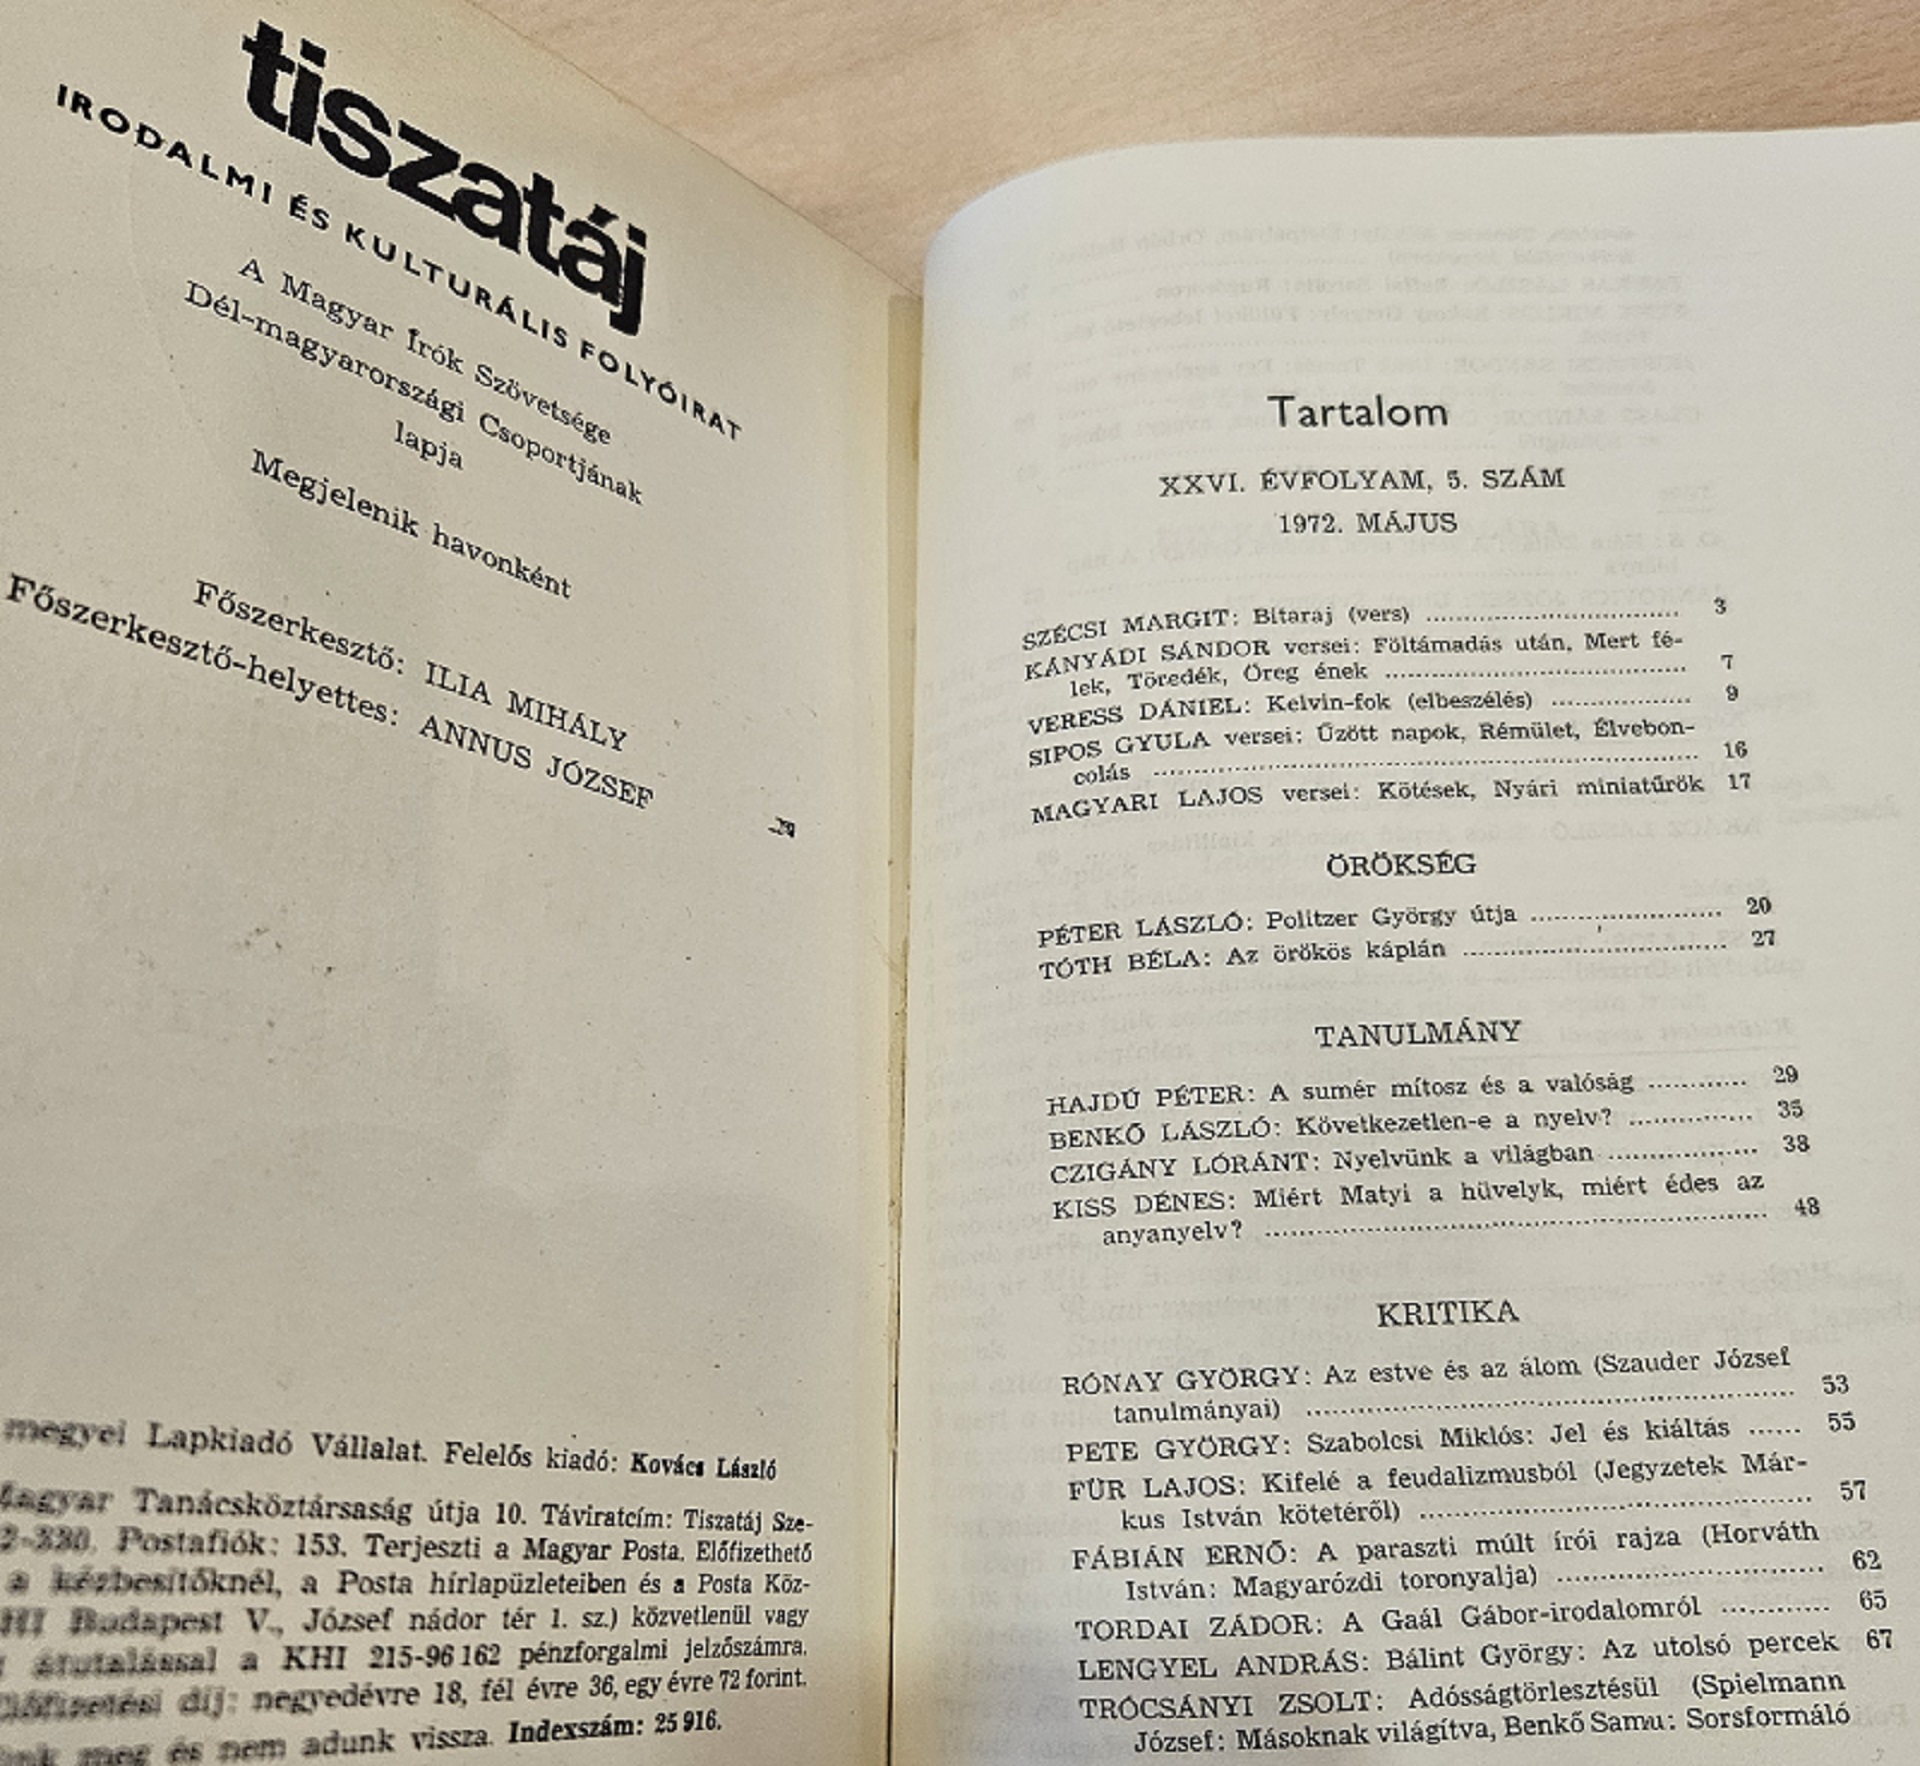 tiszatáj
IRODALMI ÉS KULTURÁLIS FOLYÓIRAT
A Magyar Írók Szövetsége
Dél-magyarországi Csoportjának
lapja
Megjelenik havonként
Főszerkesztő: ILIA MIHÁLY
Főszerkesztő-helyettes: ANNUS JÓZSEF
megyei Lapkiadó Vállalat. Felelős kiadó: Kovács László
Magyar Tanácsköztársaság útja 10. Táviratcím: Tiszatáj Sze-
Postafiók: 153. Terjeszti a Magyar Posta. Előfizethető
a kézbesítőknél, a Posta hírlapüzleteiben és a Posta Köz-
Budapest V., József nádor tér 1. sz.) közvetlenül vagy
átutalással a KHI 215-96 162 pénzforgalmi jelzőszámra.
díj: negyedévre 18, fél évre 36, egy évre 72 forint.
meg és nem adunk vissza. Indexszám: 25 916.
Tartalom
XXVI. ÉVFOLYAM, 5. SZÁM
1972. MÁJUS
SZÉCSI MARGIT: Bitaraj (vers) .......... 3
KÁNYÁDI SÁNDOR versei: Föltámadás után, Mert fé-
lek, Töredék, Öreg ének .......... 7
VERESS DÁNIEL: Kelvin-fok (elbeszélés) .......... 9
SIPOS GYULA versei: Űzött napok, Rémület, Élvebon-
colás .......... 16
MAGYARI LAJOS versei: Kötések, Nyári miniatűrök 17
ÖRÖKSÉG
PÉTER LÁSZLÓ: Politzer György útja .......... 20
TÓTH BÉLA: Az örökös káplán .......... 27
TANULMÁNY
HAJDÚ PÉTER: A sumér mítosz és a valóság .......... 29
BENKŐ LÁSZLÓ: Következetlen-e a nyelv? .......... 35
CZIGÁNY LÓRÁNT: Nyelvünk a világban .......... 38
KISS DÉNES: Miért Matyi a hüvelyk, miért édes az
anyanyelv? .......... 48
KRITIKA
RÓNAY GYÖRGY: Az estve és az álom (Szauder József
tanulmányai) .......... 53
PETE GYÖRGY: Szabolcsi Miklós: Jel és kiáltás ...... 55
FÜR LAJOS: Kifelé a feudalizmusból (Jegyzetek Már-
kus István kötetéről) .......... 57
FÁBIÁN ERNŐ: A paraszti múlt írói rajza (Horváth
István: Magyarózdi toronyalja) .......... 62
TORDAI ZÁDOR: A Gaál Gábor-irodalomról .......... 65
LENGYEL ANDRÁS: Bálint György: Az utolsó percek 67
TRÓCSÁNYI ZSOLT: Adósságtörlesztésül (Spielmann
József: Másoknak világítva, Benkő Samu: Sorsformáló